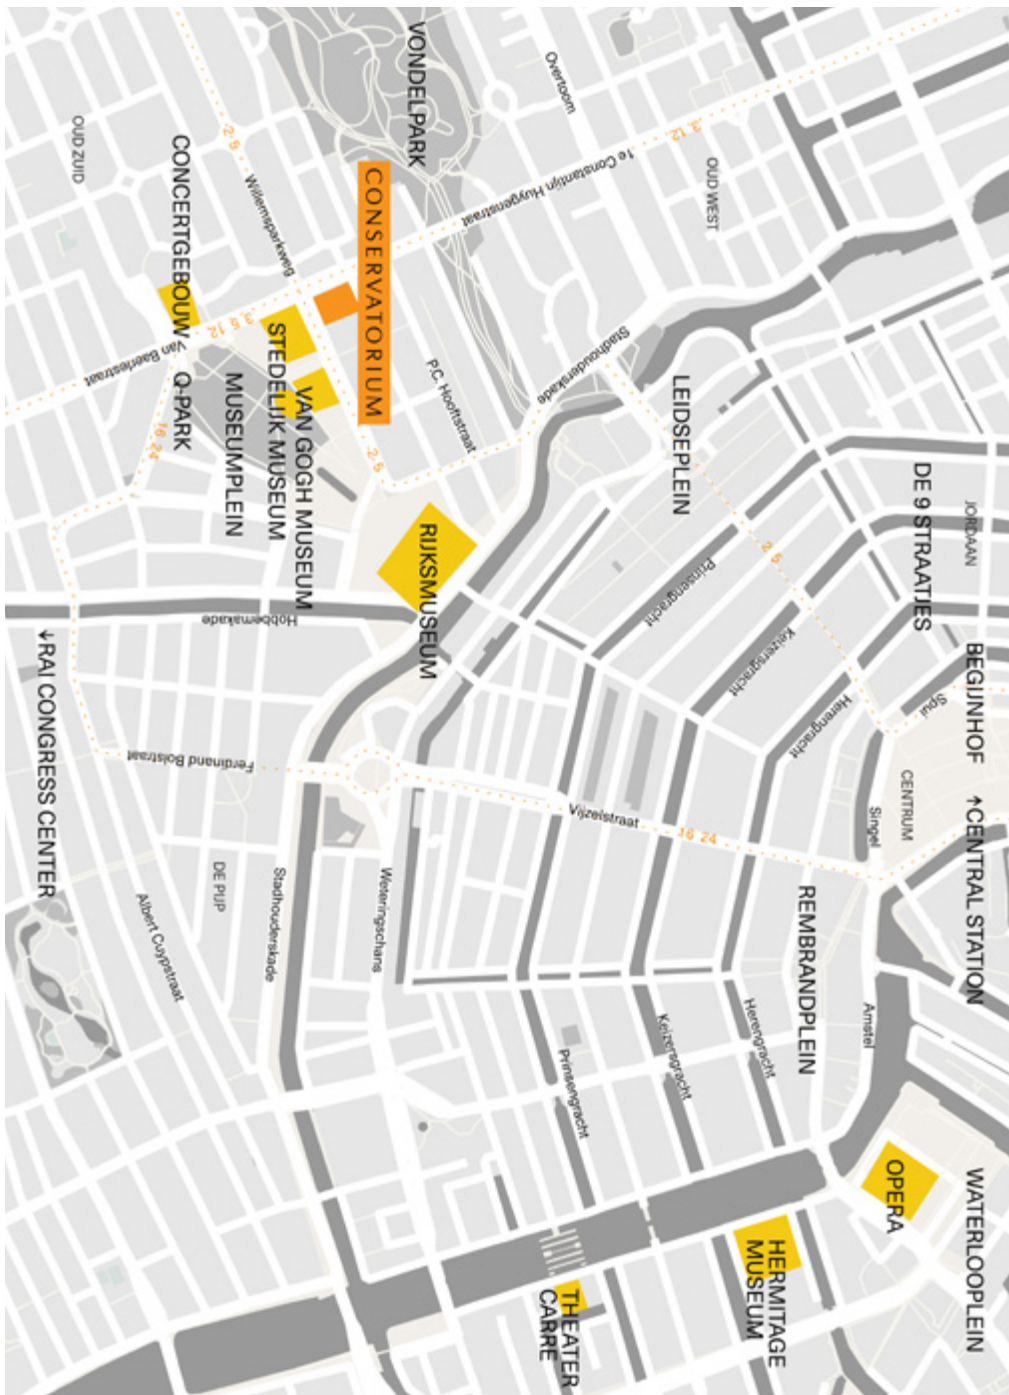 WATERLOOPLEIN
BEGIJNHOF
↑CENTRAL STATION
JORDAAN
DE 9 STRAATJES
Spui
CENTRUM
OPERA
Singel
Amstel
Herengracht
REMBRANDPLEIN
2 5
Keizersgracht
HERMITAGE
MUSEUM
Herengracht
OUD WEST
Prinsengracht
16 24
3, 12
LEIDSEPLEIN
Keizersgracht
1e Constantijn Huygenstraat
Stadhouderskade
Vijzelstraat
Prinsengracht
THEATER
CARRE
Overtoom
P.C. Hooftstraat
VONDELPARK
RIJKSMUSEUM
CONSERVATORIUM
2 5
Weteringschans
VAN GOGH MUSEUM
STEDELIJK MUSEUM
Willemsparkweg
Hobbemakade
Stadhouderskade
2 5
3, 5, 12
MUSEUMPLEIN
DE PIJP
CONCERTGEBOUW
Q-PARK
Van Baerlestraat
Ferdinand Bolstraat
16 24
Albert Cuypstraat
OUD ZUID
↓RAI CONGRESS CENTER